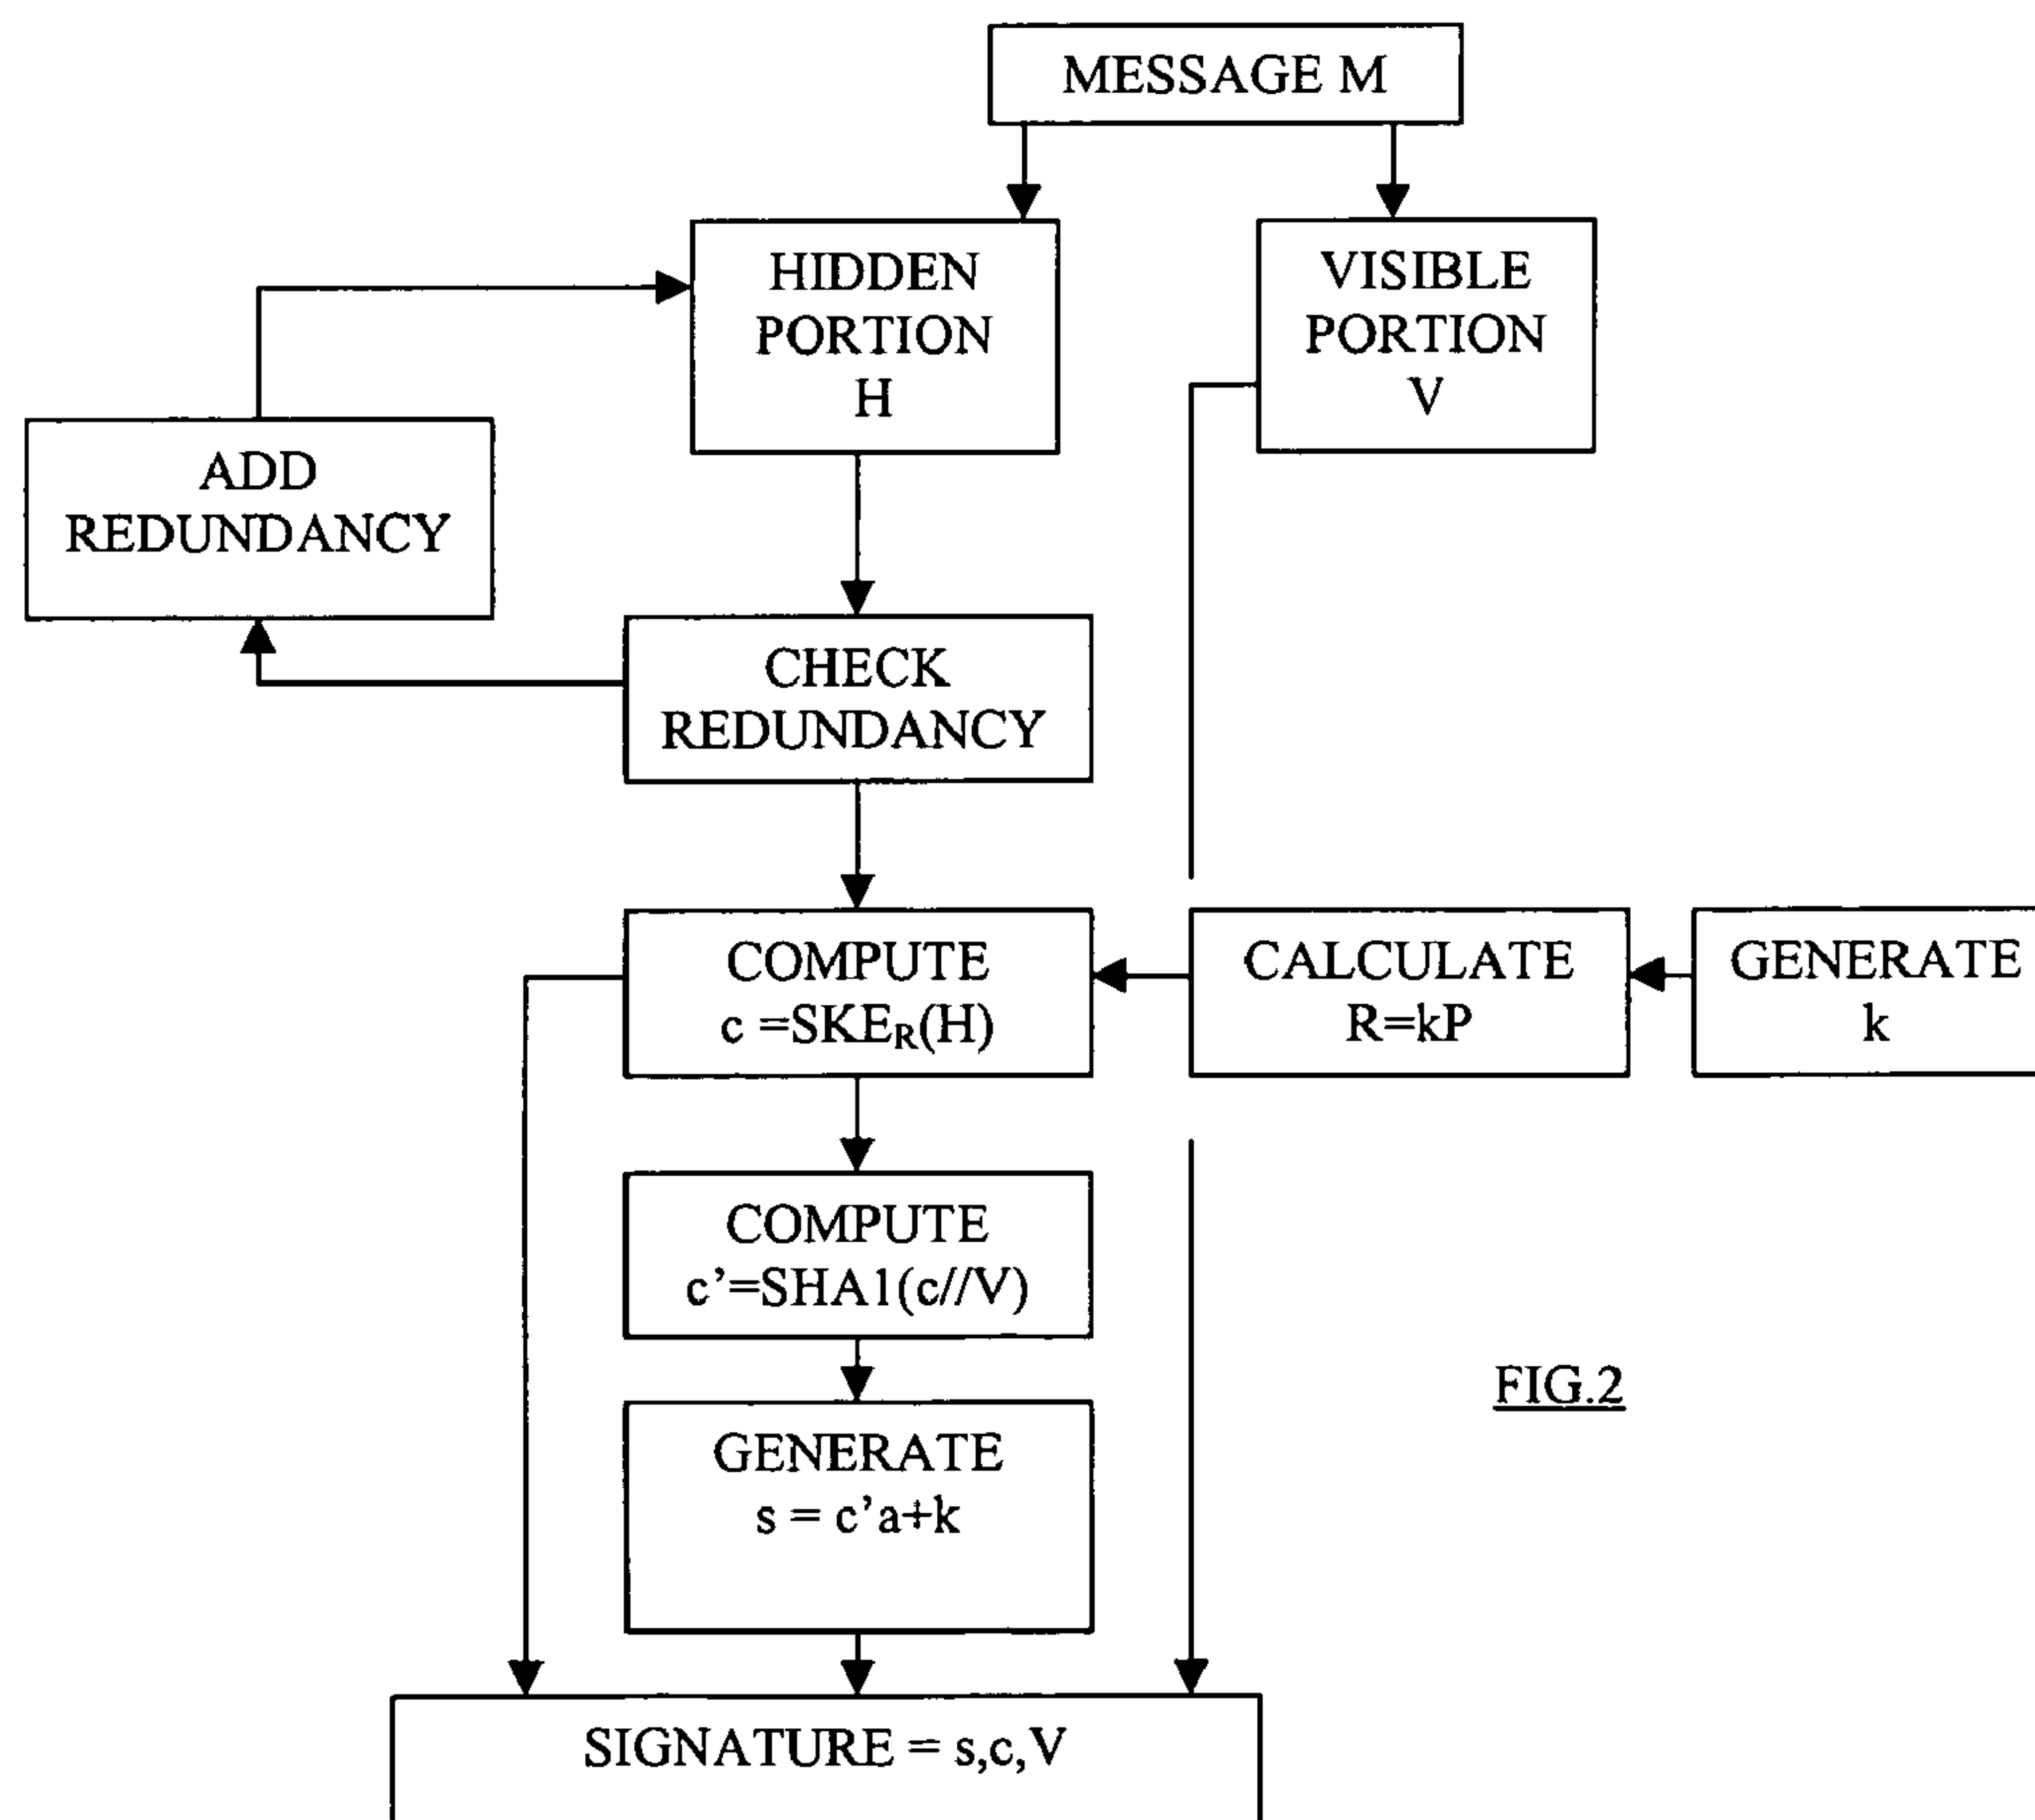 MESSAGE M
HIDDEN
PORTION
H
VISIBLE
PORTION
V
ADD
REDUNDANCY
CHECK
REDUNDANCY
COMPUTE
c =SKE_R(H)
CALCULATE
R=kP
GENERATE
k
COMPUTE
c'=SHA1(c//V)
GENERATE
s = c'a+k
FIG.2
SIGNATURE = s,c,V